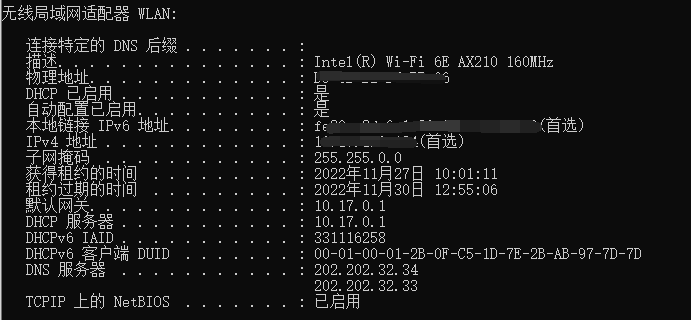 无线局域网适配器 WLAN:
连接特定的 DNS 后缀 . . . . . . . :
描述. . . . . . . . . . . . . . . : Intel(R) Wi-Fi 6E AX210 160MHz
物理地址. . . . . . . . . . . . . :
DHCP 已启用 . . . . . . . . . . . : 是
自动配置已启用. . . . . . . . . . : 是
本地链接 IPv6 地址. . . . . . . . : (首选)
IPv4 地址 . . . . . . . . . . . . : (首选)
子网掩码 . . . . . . . . . . . . : 255.255.0.0
获得租约的时间 . . . . . . . . . : 2022年11月27日 10:01:11
租约过期的时间 . . . . . . . . . : 2022年11月30日 12:55:06
默认网关. . . . . . . . . . . . . : 10.17.0.1
DHCP 服务器 . . . . . . . . . . . : 10.17.0.1
DHCPv6 IAID . . . . . . . . . . . : 331116258
DHCPv6 客户端 DUID . . . . . . . : 00-01-00-01-2B-0F-C5-1D-7E-2B-AB-97-7D-7D
DNS 服务器 . . . . . . . . . . . : 202.202.32.34
202.202.32.33
TCPIP 上的 NetBIOS . . . . . . . : 已启用